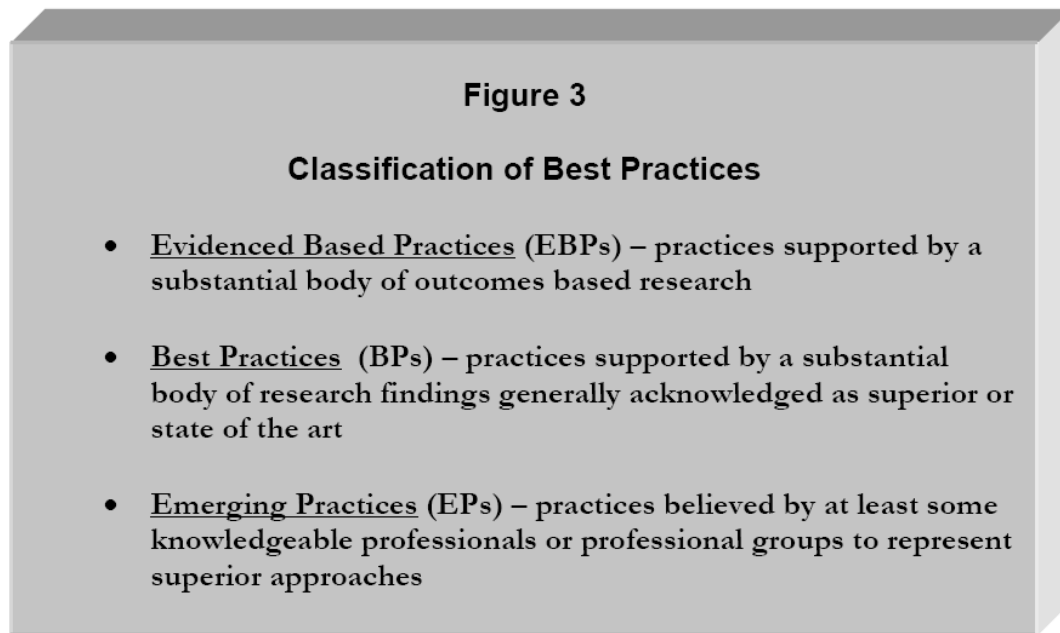 Figure 3
Classification of Best Practices
• Evidenced Based Practices (EBPs) – practices supported by a
substantial body of outcomes based research
• Best Practices  (BPs) – practices supported by a substantial
body of research findings generally acknowledged as superior or
state of the art
• Emerging Practices (EPs) – practices believed by at least some
knowledgeable professionals or professional groups to represent
superior approaches